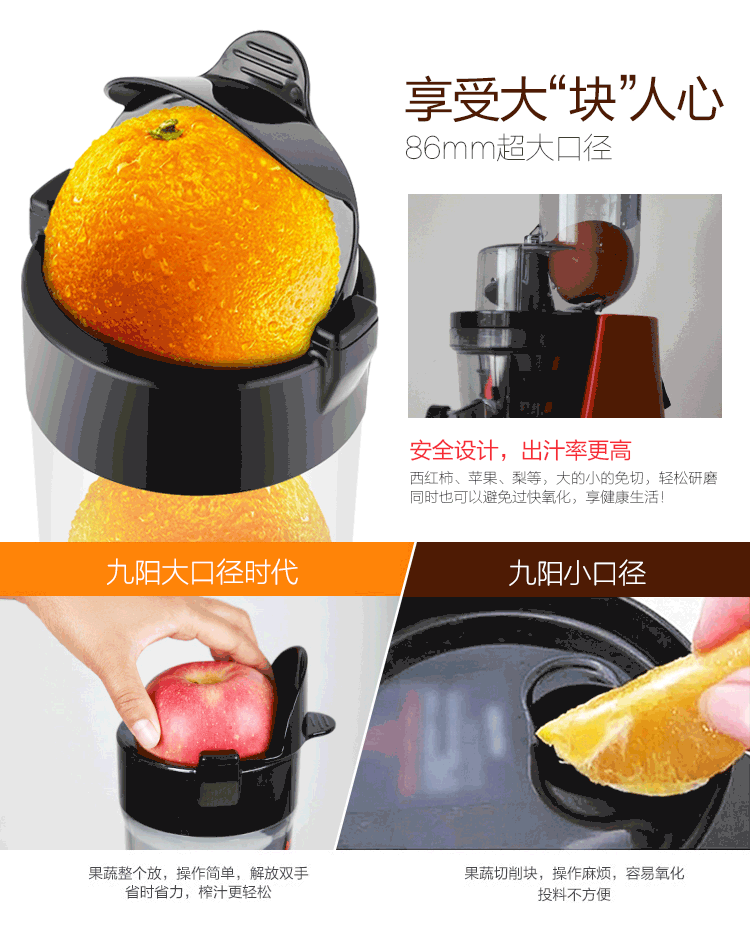 享受大“块”人心
86mm超大口径
安全设计，出汁率更高
西红柿、苹果、梨等，大的小的免切，轻松研磨
同时也可以避免过快氧化，享健康生活！
九阳大口径时代
九阳小口径
果蔬整个放，操作简单，解放双手
省时省力，榨汁更轻松
果蔬切削块，操作麻烦，容易氧化
投料不方便